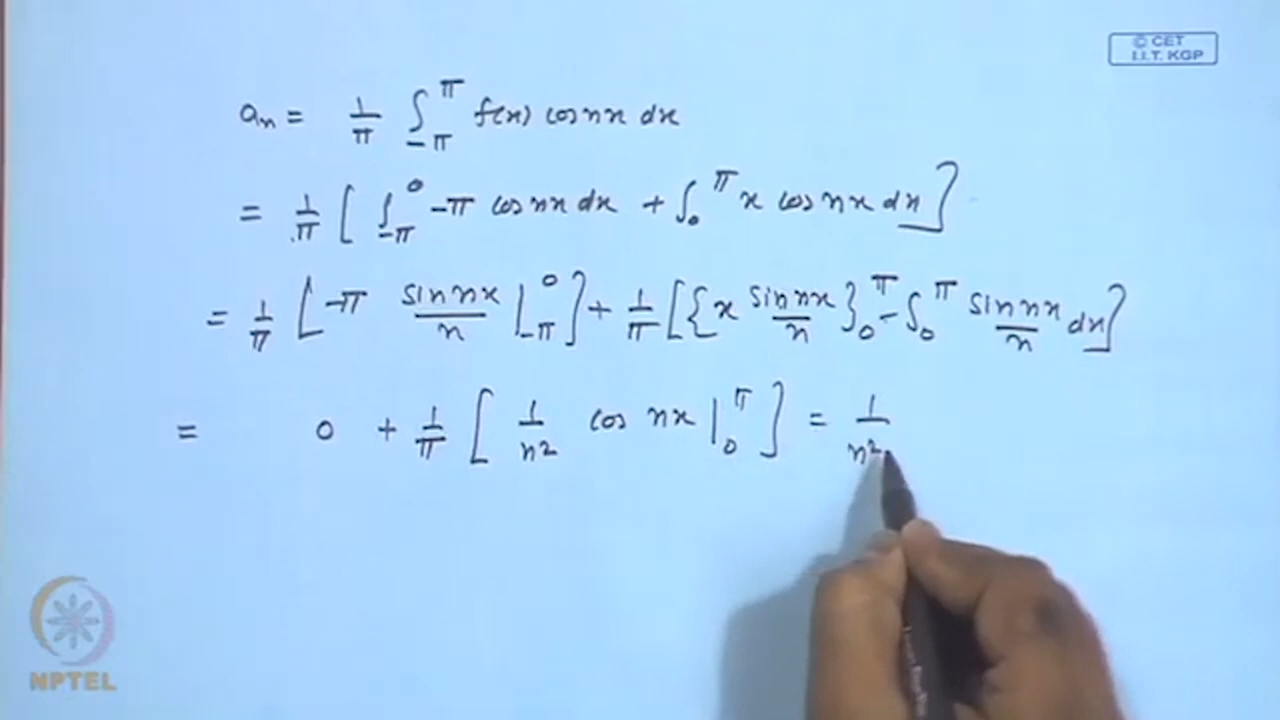 © CET
I.I.T. KGP
aₙ = 1/π ∫_{-π}^{π} f(x) cos nx dx
= 1/π [ ∫_{-π}^{0} -π cos nx dx + ∫_{0}^{π} x cos nx dx ]
= 1/π [ -π sin nx/n |_{-π}^{0} ] + 1/π [ { x sin nx/n }_{0}^{π} - ∫_{0}^{π} sin nx/n dx ]
= 0 + 1/π [ 1/n² cos nx |_{0}^{π} ] = 1/n²
NPTEL